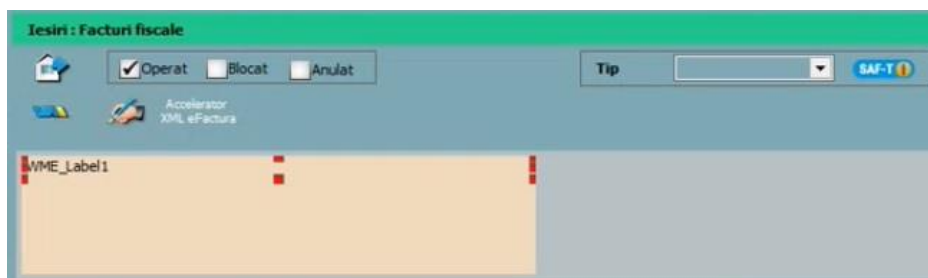 Iesiri : Facturi fiscale
Operat Blocat Anulat Tip SAF-T
Accelerator
XML eFactura
WME_Label1